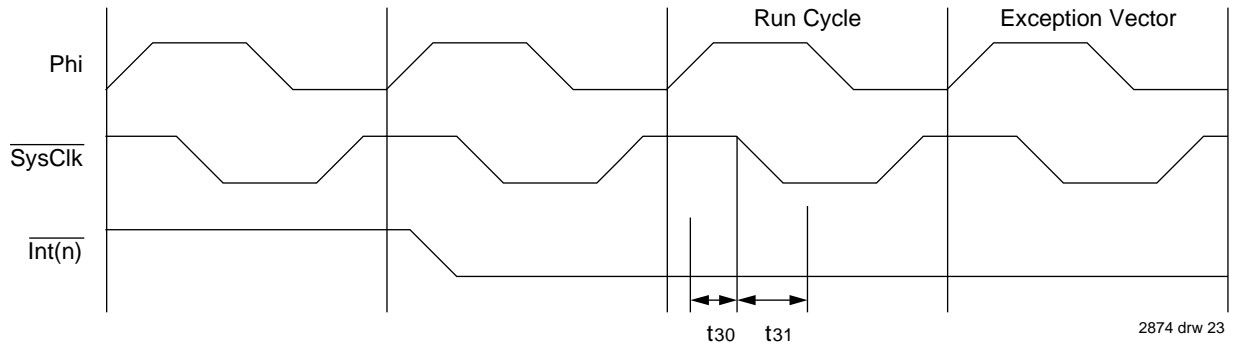 Run Cycle
Exception Vector
Phi
SysClk
Int(n)
t30
t31
2874 drw 23